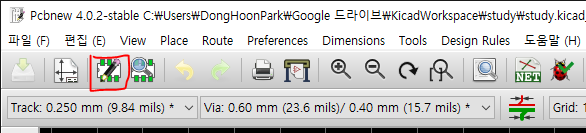 Pcbnew 4.0.2-stable C:₩Users₩DongHoonPark₩Google 드라이브₩KicadWorkspace₩study₩study.kicad_
파일 (F) 편집 (E) View Place Route Preferences Dimensions Tools Design Rules 도움말 (H)
NET
Track: 0.250 mm (9.84 mils) * Via: 0.60 mm (23.6 mils)/ 0.40 mm (15.7 mils) * Grid: 1